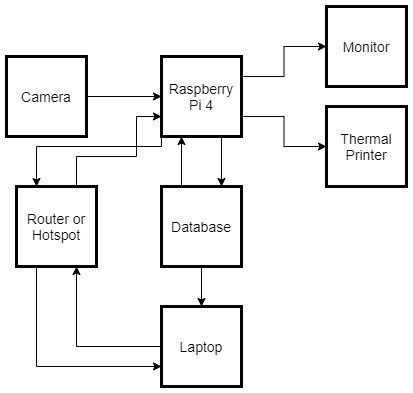 Monitor
Camera
Raspberry
Pi 4
Thermal
Printer
Router or
Hotspot
Database
Laptop